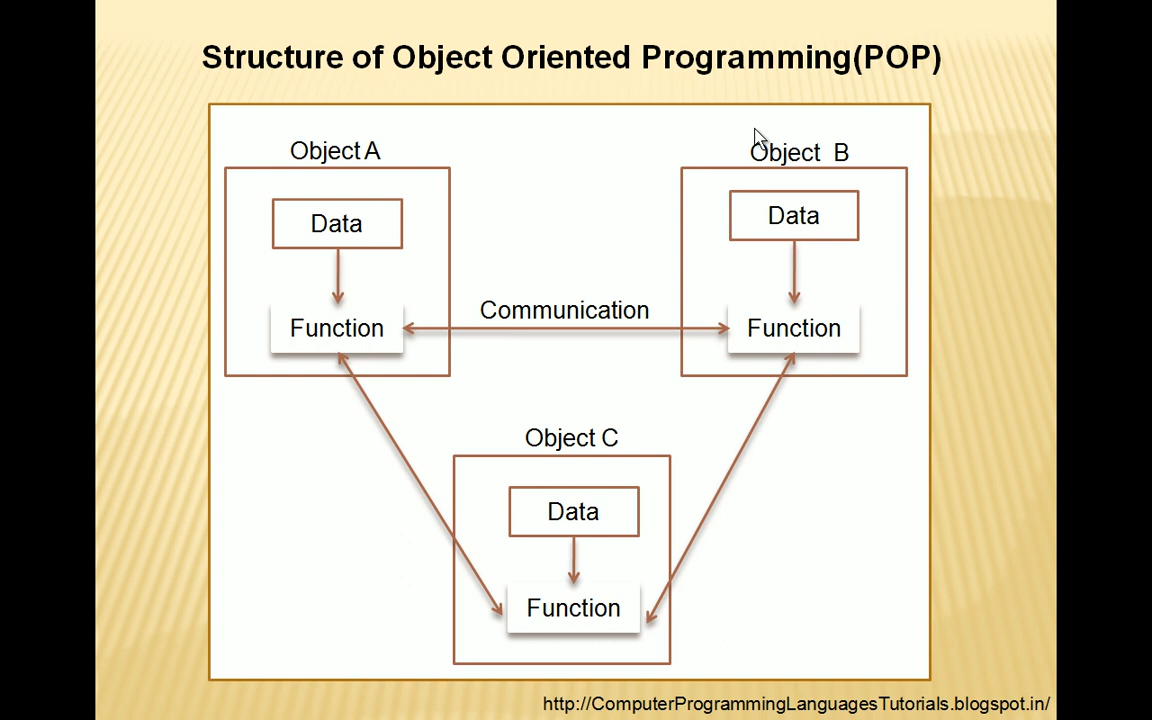 Structure of Object Oriented Programming(POP)
Object A
Object B
Data
Data
Communication
Function
Function
Object C
Data
Function
http://ComputerProgrammingLanguagesTutorials.blogspot.in/